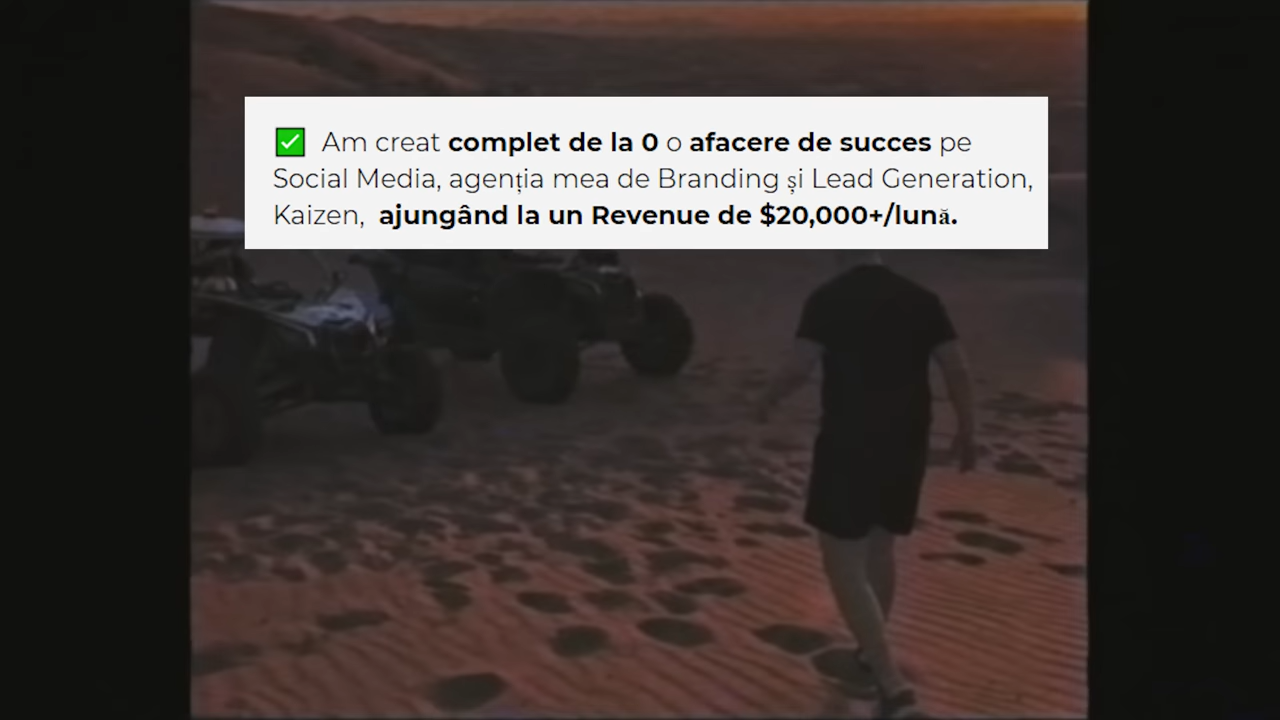 ✅ Am creat complet de la 0 o afacere de succes pe
Social Media, agenția mea de Branding și Lead Generation,
Kaizen, ajungând la un Revenue de $20,000+/lună.